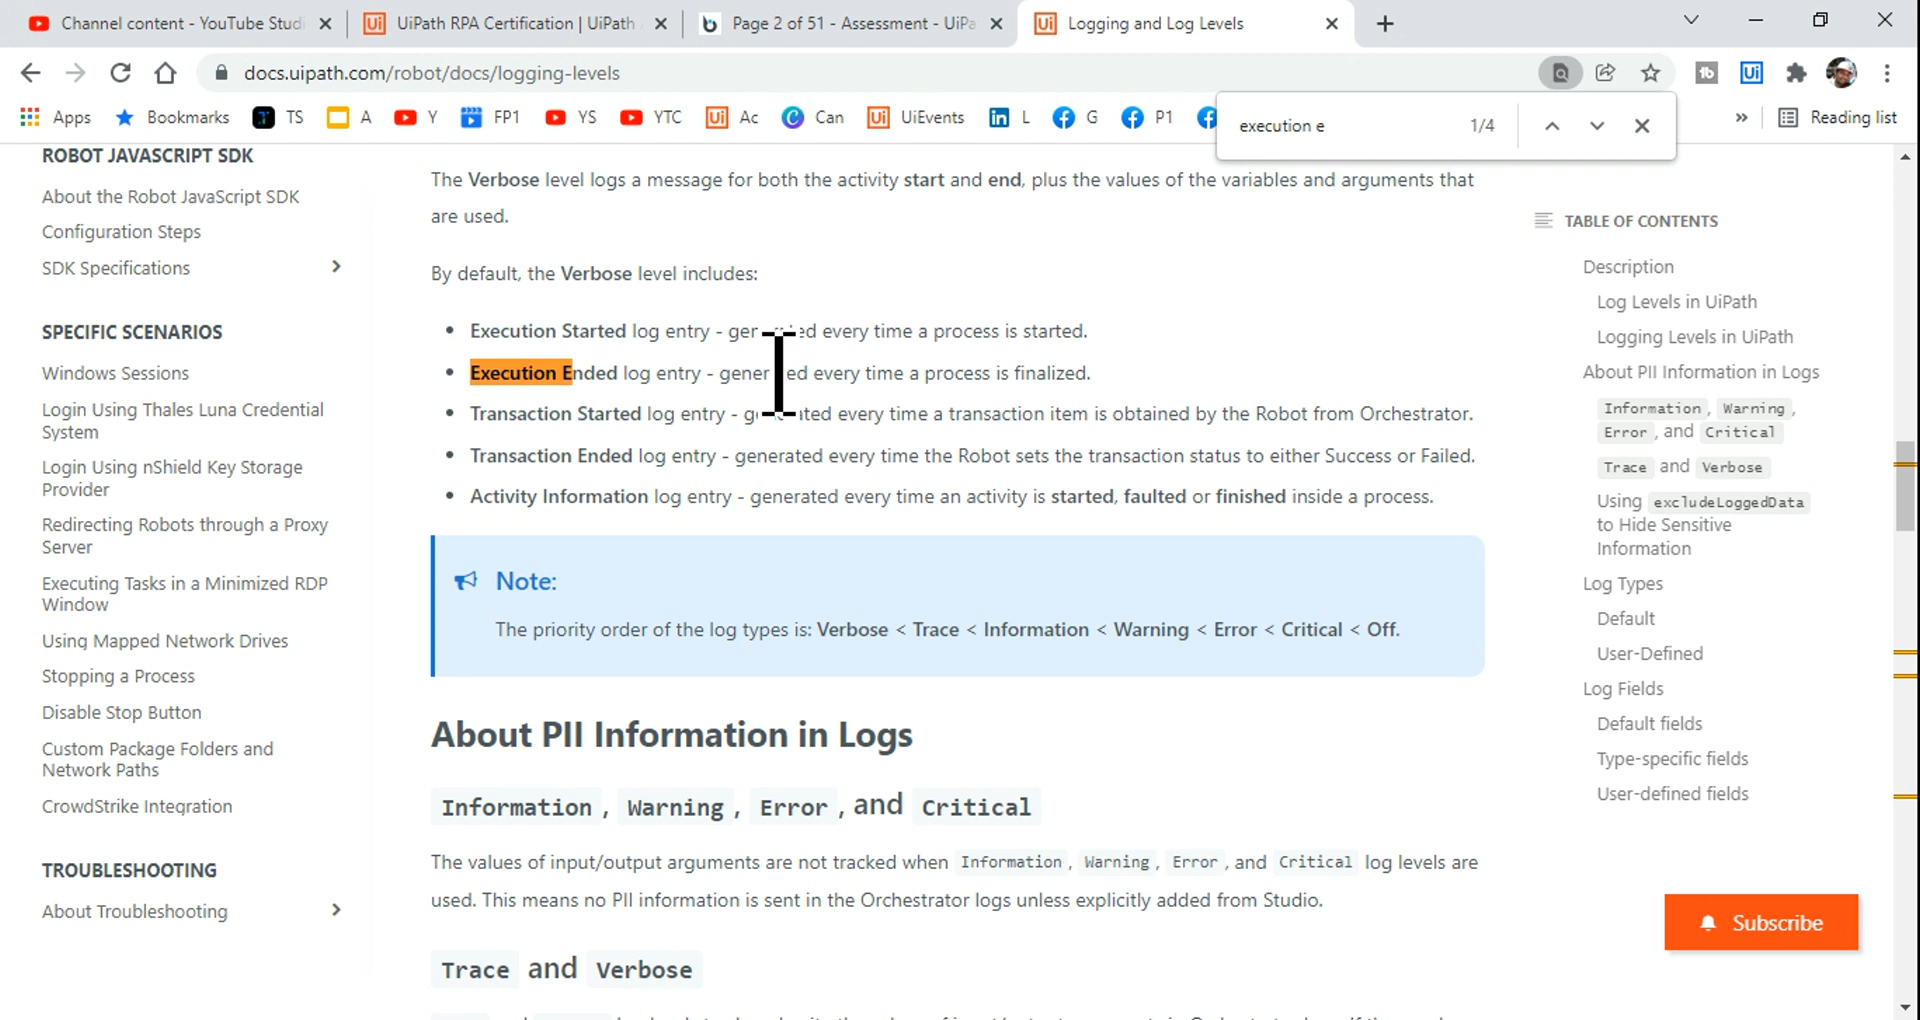 Channel content - YouTube Studi
UiPath RPA Certification | UiPath
Page 2 of 51 - Assessment - UiPa
Logging and Log Levels
docs.uipath.com/robot/docs/logging-levels
Apps
Bookmarks
TS
A
Y
FP1
YS
YTC
Ac
Can
UiEvents
L
G
P1
Reading list
execution e
1/4
ROBOT JAVASCRIPT SDK
About the Robot JavaScript SDK
Configuration Steps
SDK Specifications
SPECIFIC SCENARIOS
Windows Sessions
Login Using Thales Luna Credential
System
Login Using nShield Key Storage
Provider
Redirecting Robots through a Proxy
Server
Executing Tasks in a Minimized RDP
Window
Using Mapped Network Drives
Stopping a Process
Disable Stop Button
Custom Package Folders and
Network Paths
CrowdStrike Integration
TROUBLESHOOTING
About Troubleshooting
The Verbose level logs a message for both the activity start and end, plus the values of the variables and arguments that
are used.
By default, the Verbose level includes:
• Execution Started log entry - generated every time a process is started.
• Execution Ended log entry - generated every time a process is finalized.
• Transaction Started log entry - generated every time a transaction item is obtained by the Robot from Orchestrator.
• Transaction Ended log entry - generated every time the Robot sets the transaction status to either Success or Failed.
• Activity Information log entry - generated every time an activity is started, faulted or finished inside a process.
Note:
The priority order of the log types is: Verbose < Trace < Information < Warning < Error < Critical < Off.
About PII Information in Logs
Information, Warning, Error, and Critical
The values of input/output arguments are not tracked when Information, Warning, Error, and Critical log levels are
used. This means no PII information is sent in the Orchestrator logs unless explicitly added from Studio.
Trace and Verbose
TABLE OF CONTENTS
Description
Log Levels in UiPath
Logging Levels in UiPath
About PII Information in Logs
Information, Warning,
Error, and Critical
Trace and Verbose
Using excludeLoggedData
to Hide Sensitive
Information
Log Types
Default
User-Defined
Log Fields
Default fields
Type-specific fields
User-defined fields
Subscribe